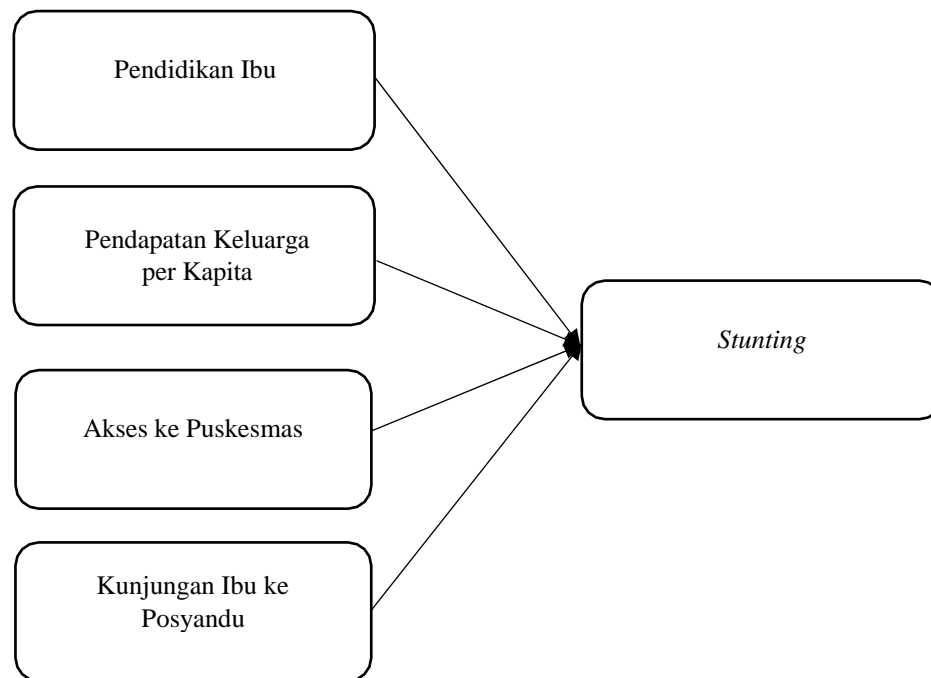 Pendidikan Ibu
Pendapatan Keluarga
per Kapita
Stunting
Akses ke Puskesmas
Kunjungan Ibu ke
Posyandu